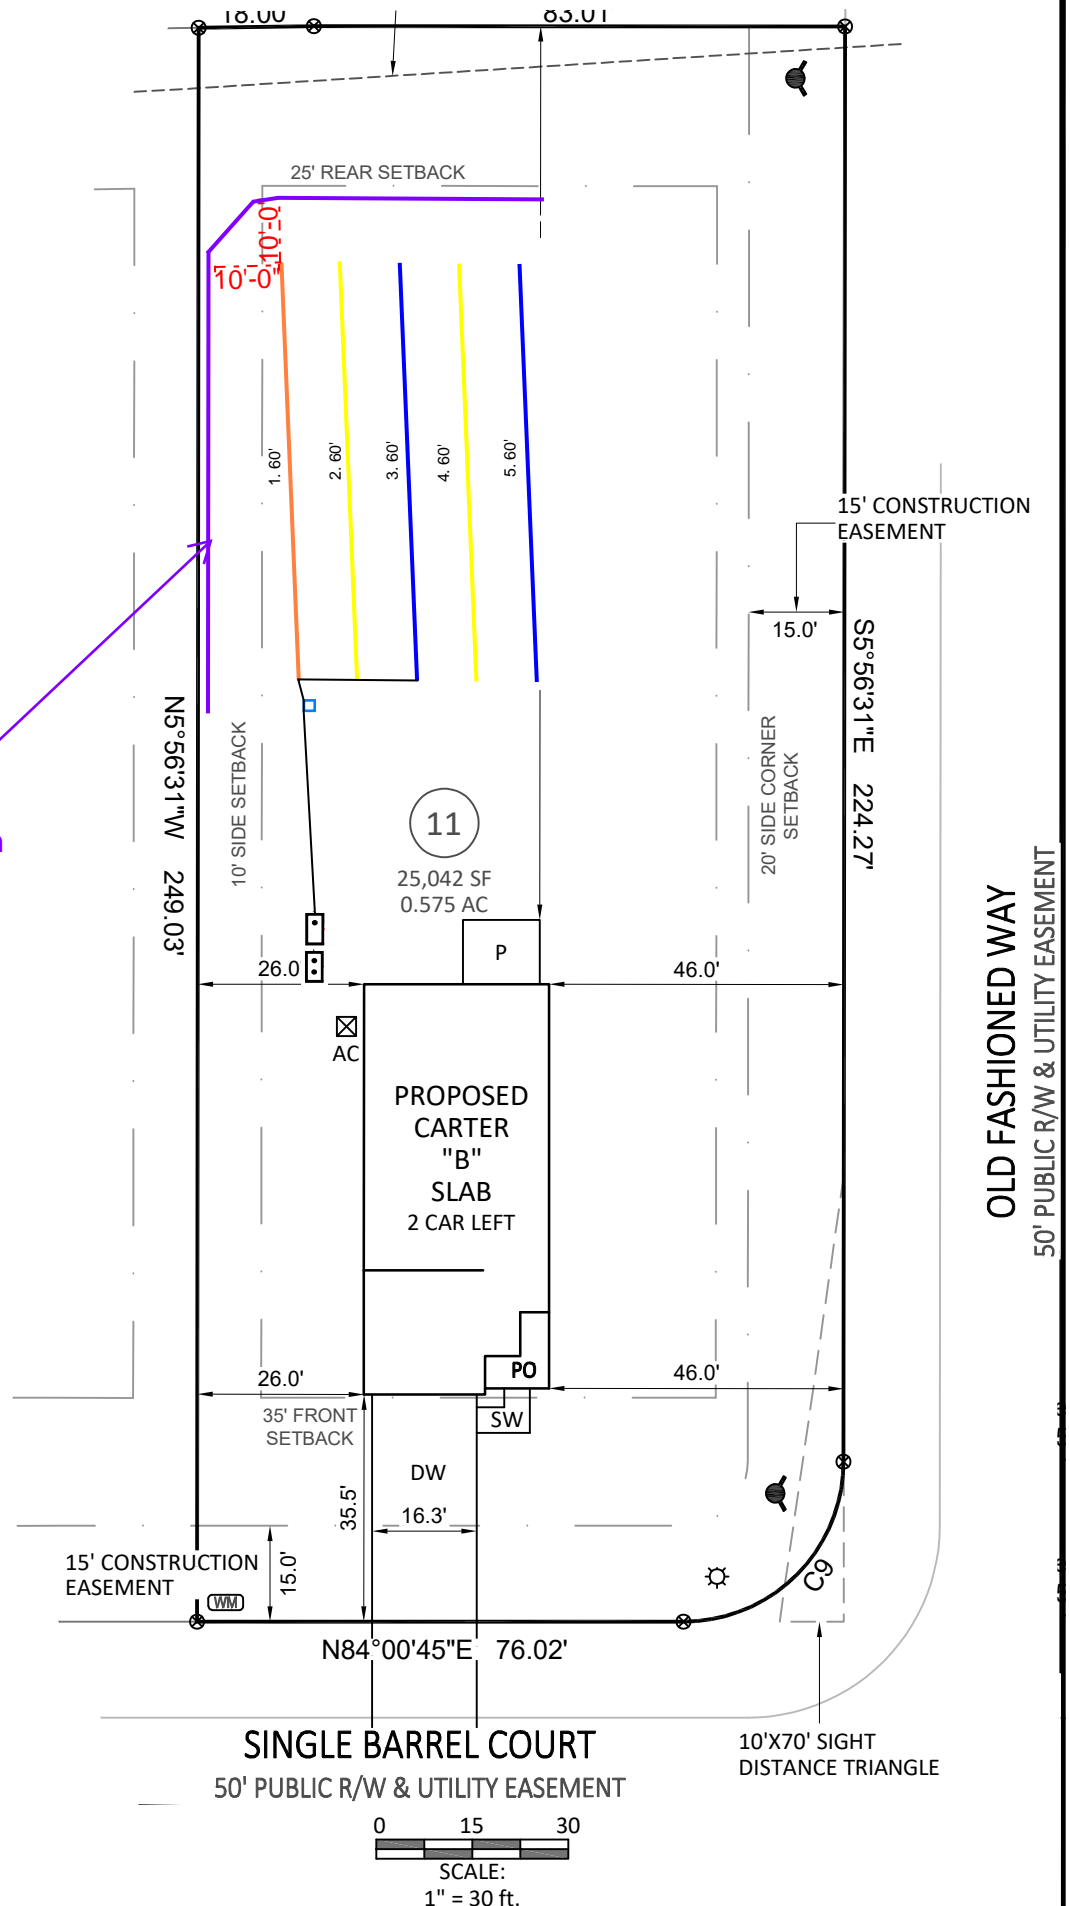 18.00
83.01
25' REAR SETBACK
10'-0"
10'-0"
1. 60'
2. 60'
3. 60'
4. 60'
5. 60'
15' CONSTRUCTION
EASEMENT
15.0'
S5°56'31"E 224.27'
N5°56'31"W 249.03'
10' SIDE SETBACK
20' SIDE CORNER
SETBACK
11
25,042 SF
0.575 AC
OLD FASHIONED WAY
50' PUBLIC R/W & UTILITY EASEMENT
P
26.0
46.0'
AC
PROPOSED
CARTER
"B"
SLAB
2 CAR LEFT
PO
26.0'
46.0'
35' FRONT
SETBACK
SW
DW
35.5'
16.3'
15' CONSTRUCTION
EASEMENT
15.0'
WM
C9
N84°00'45"E 76.02'
SINGLE BARREL COURT
50' PUBLIC R/W & UTILITY EASEMENT
10'X70' SIGHT
DISTANCE TRIANGLE
0 15 30
SCALE:
1" = 30 ft.